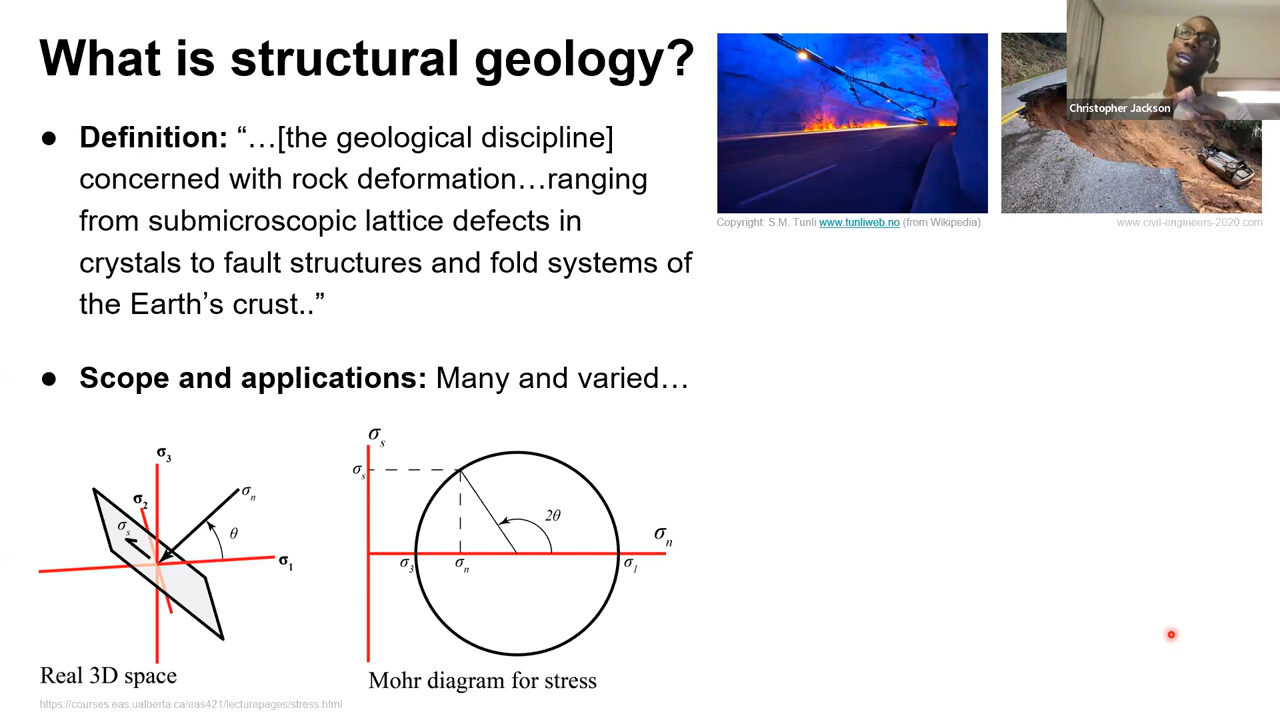 What is structural geology?
● Definition: “…[the geological discipline]
concerned with rock deformation…ranging
from submicroscopic lattice defects in
crystals to fault structures and fold systems of
the Earth’s crust..”
● Scope and applications: Many and varied…
Christopher Jackson
Copyright: S.M. Tunli www.tunliweb.no (from Wikipedia)
www.civil-engineers-2020 com
σ3
σ2
σn
σs
θ
σ1
Real 3D space
σs
σs
2θ
σn
σ3
σn
σ1
Mohr diagram for stress
https://courses.eas.ualberta.ca/eas421/lecturepages/stress.html